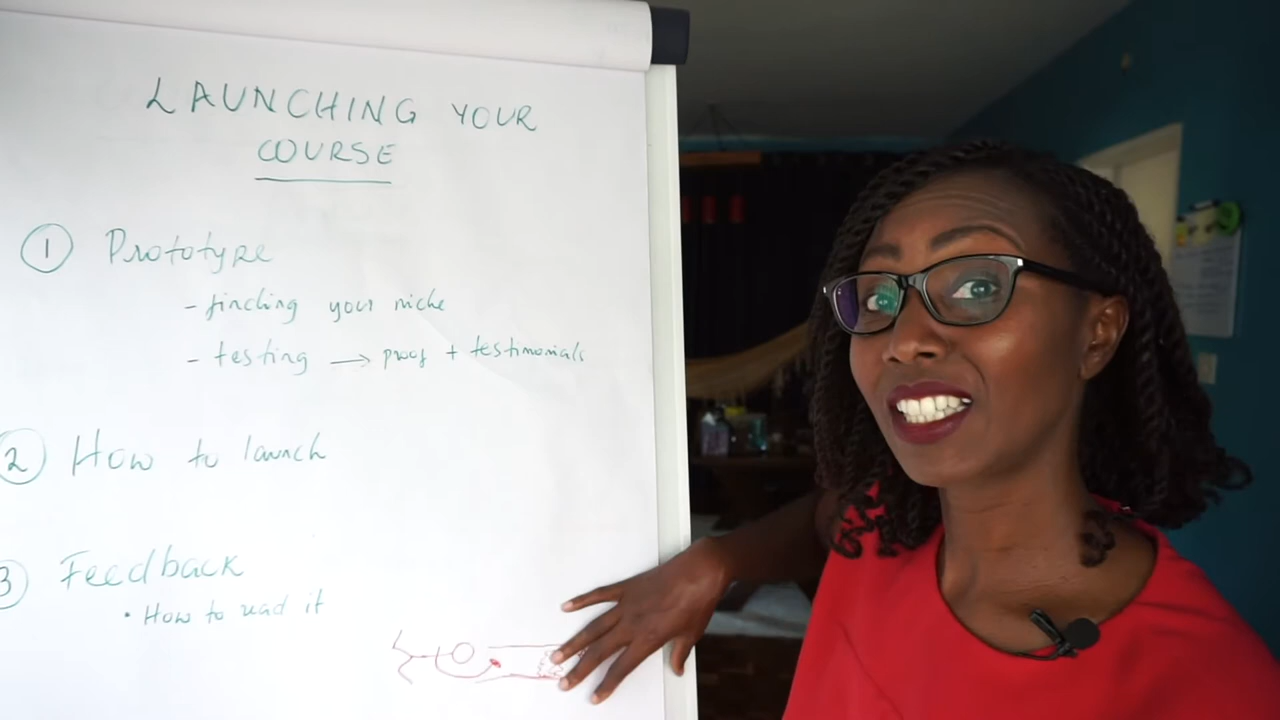 LAUNCHING YOUR
COURSE
1 Prototype
- finding your niche
- testing → proof + testimonials
2 How to launch
3 Feedback
• How to read it